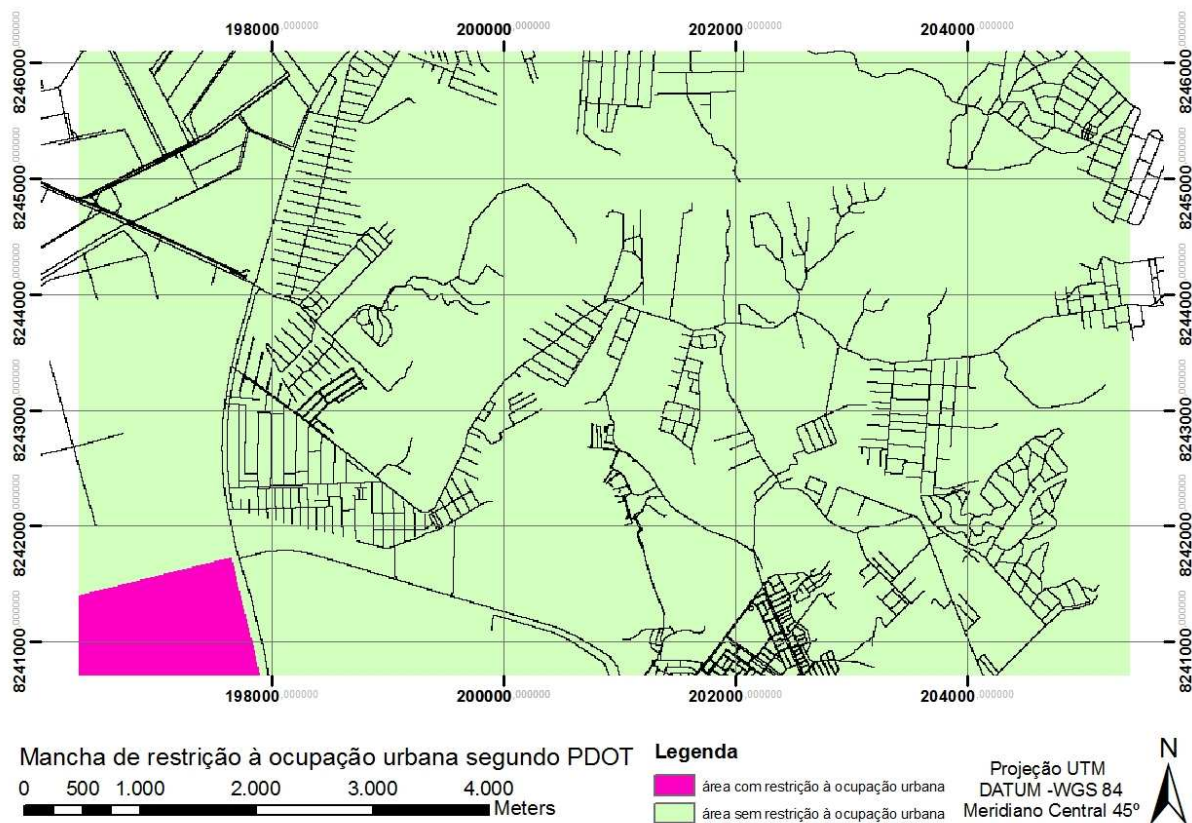 198000,000000 200000,000000 202000,000000 204000,000000
8246000,000000 8246000,000000
8245000,000000 8245000,000000
8244000,000000 8244000,000000
8243000,000000 8243000,000000
8242000,000000 8242000,000000
8241000,000000 8241000,000000
198000,000000 200000,000000 202000,000000 204000,000000
Mancha de restrição à ocupação urbana segundo PDOT
0 500 1.000 2.000 3.000 4.000
Meters
Legenda
área com restrição à ocupação urbana
área sem restrição à ocupação urbana
Projeção UTM
DATUM -WGS 84
Meridiano Central 45º
N